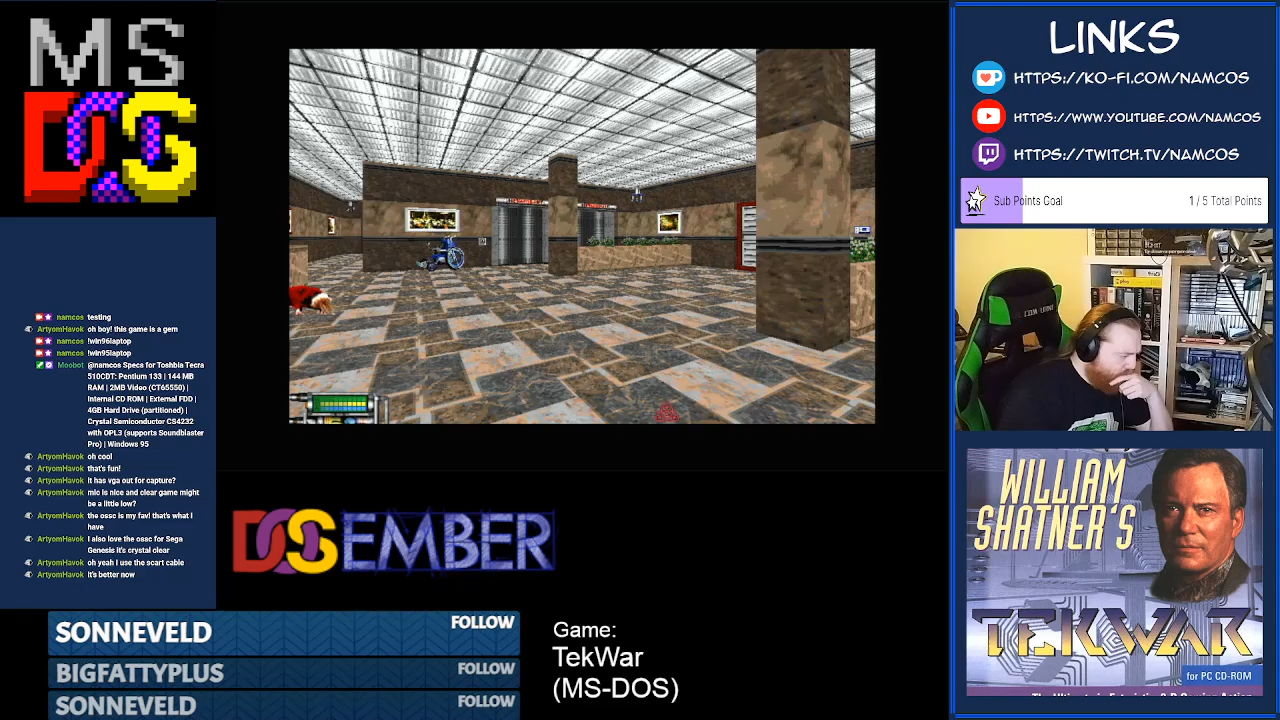 MS
DOS
namcos testing
ArtyomHavok oh boy! this game is a gem
namcos !win96laptop
namcos !win95laptop
Moobot @namcos Specs for Toshbia Tecra
510CDT: Pentium 133 | 144 MB
RAM | 2MB Video (CT65550) |
Internal CD ROM | External FDD |
4GB Hard Drive (partitioned) |
Crystal Semiconductor CS4232
with OPL3 (supports Soundblaster
Pro) | Windows 95
ArtyomHavok oh cool
ArtyomHavok that's fun!
ArtyomHavok it has vga out for capture?
ArtyomHavok mic is nice and clear game might
be a little low?
ArtyomHavok the ossc is my fav! that's what i
have
ArtyomHavok I also love the ossc for Sega
Genesis it's crystal clear
ArtyomHavok oh yeah I use the scart cable
ArtyomHavok It's better now
DOSEMBER
SONNEVELD FOLLOW
BIGFATTYPLUS FOLLOW
SONNEVELD FOLLOW
Game:
TekWar
(MS-DOS)
LINKS
HTTPS://KO-FI.COM/NAMCOS
HTTPS://WWW.YOUTUBE.COM/NAMCOS
HTTPS://TWITCH.TV/NAMCOS
Sub Points Goal 1 / 5 Total Points
WILLIAM
SHATNER'S
TEKWAR
for PC CD-ROM